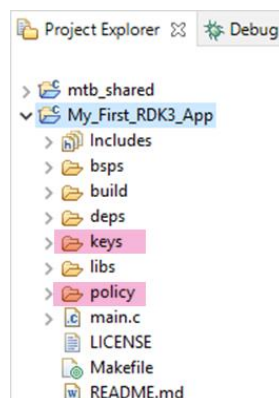 Project Explorer Debug
mtb_shared
My_First_RDK3_App
Includes
bsps
build
deps
keys
libs
policy
main.c
LICENSE
Makefile
README.md